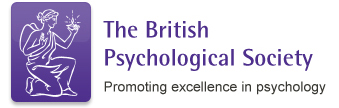 The British
Psychological Society
Promoting excellence in psychology